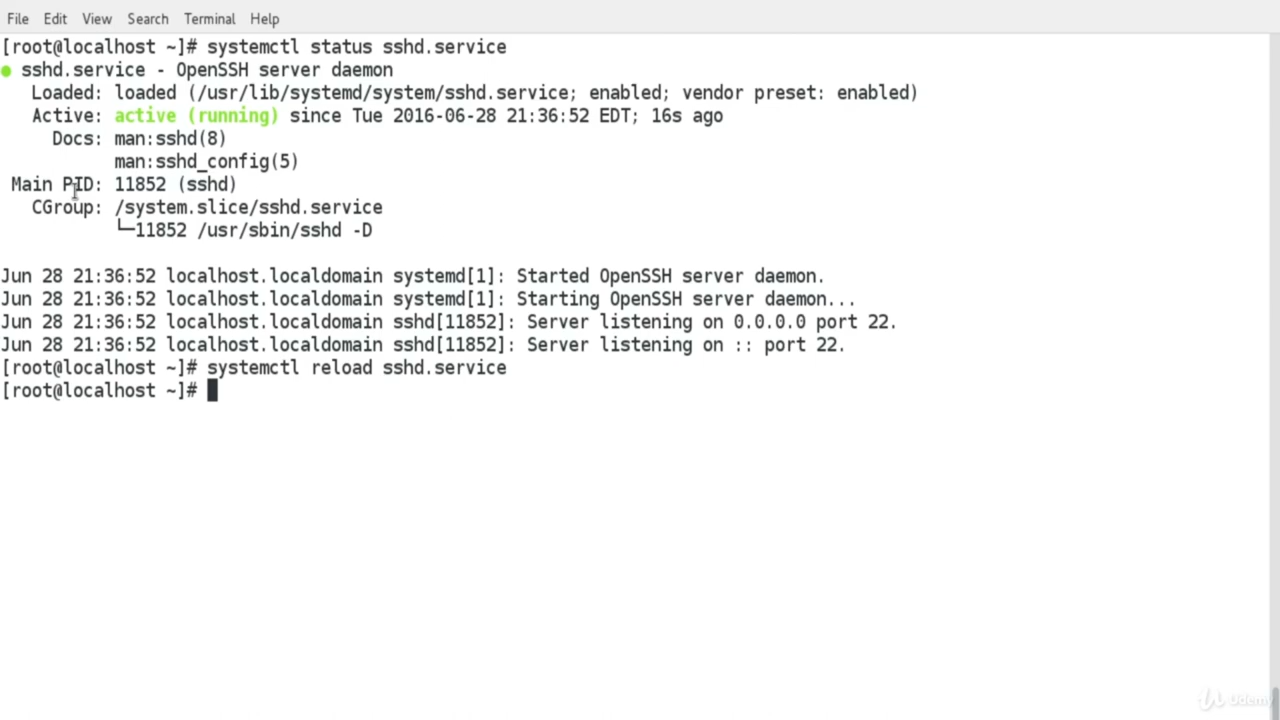 File Edit View Search Terminal Help
[root@localhost ~]# systemctl status sshd.service
● sshd.service - OpenSSH server daemon
   Loaded: loaded (/usr/lib/systemd/system/sshd.service; enabled; vendor preset: enabled)
   Active: active (running) since Tue 2016-06-28 21:36:52 EDT; 16s ago
     Docs: man:sshd(8)
           man:sshd_config(5)
 Main PID: 11852 (sshd)
   CGroup: /system.slice/sshd.service
           └─11852 /usr/sbin/sshd -D
Jun 28 21:36:52 localhost.localdomain systemd[1]: Started OpenSSH server daemon.
Jun 28 21:36:52 localhost.localdomain systemd[1]: Starting OpenSSH server daemon...
Jun 28 21:36:52 localhost.localdomain sshd[11852]: Server listening on 0.0.0.0 port 22.
Jun 28 21:36:52 localhost.localdomain sshd[11852]: Server listening on :: port 22.
[root@localhost ~]# systemctl reload sshd.service
[root@localhost ~]#
Udemy